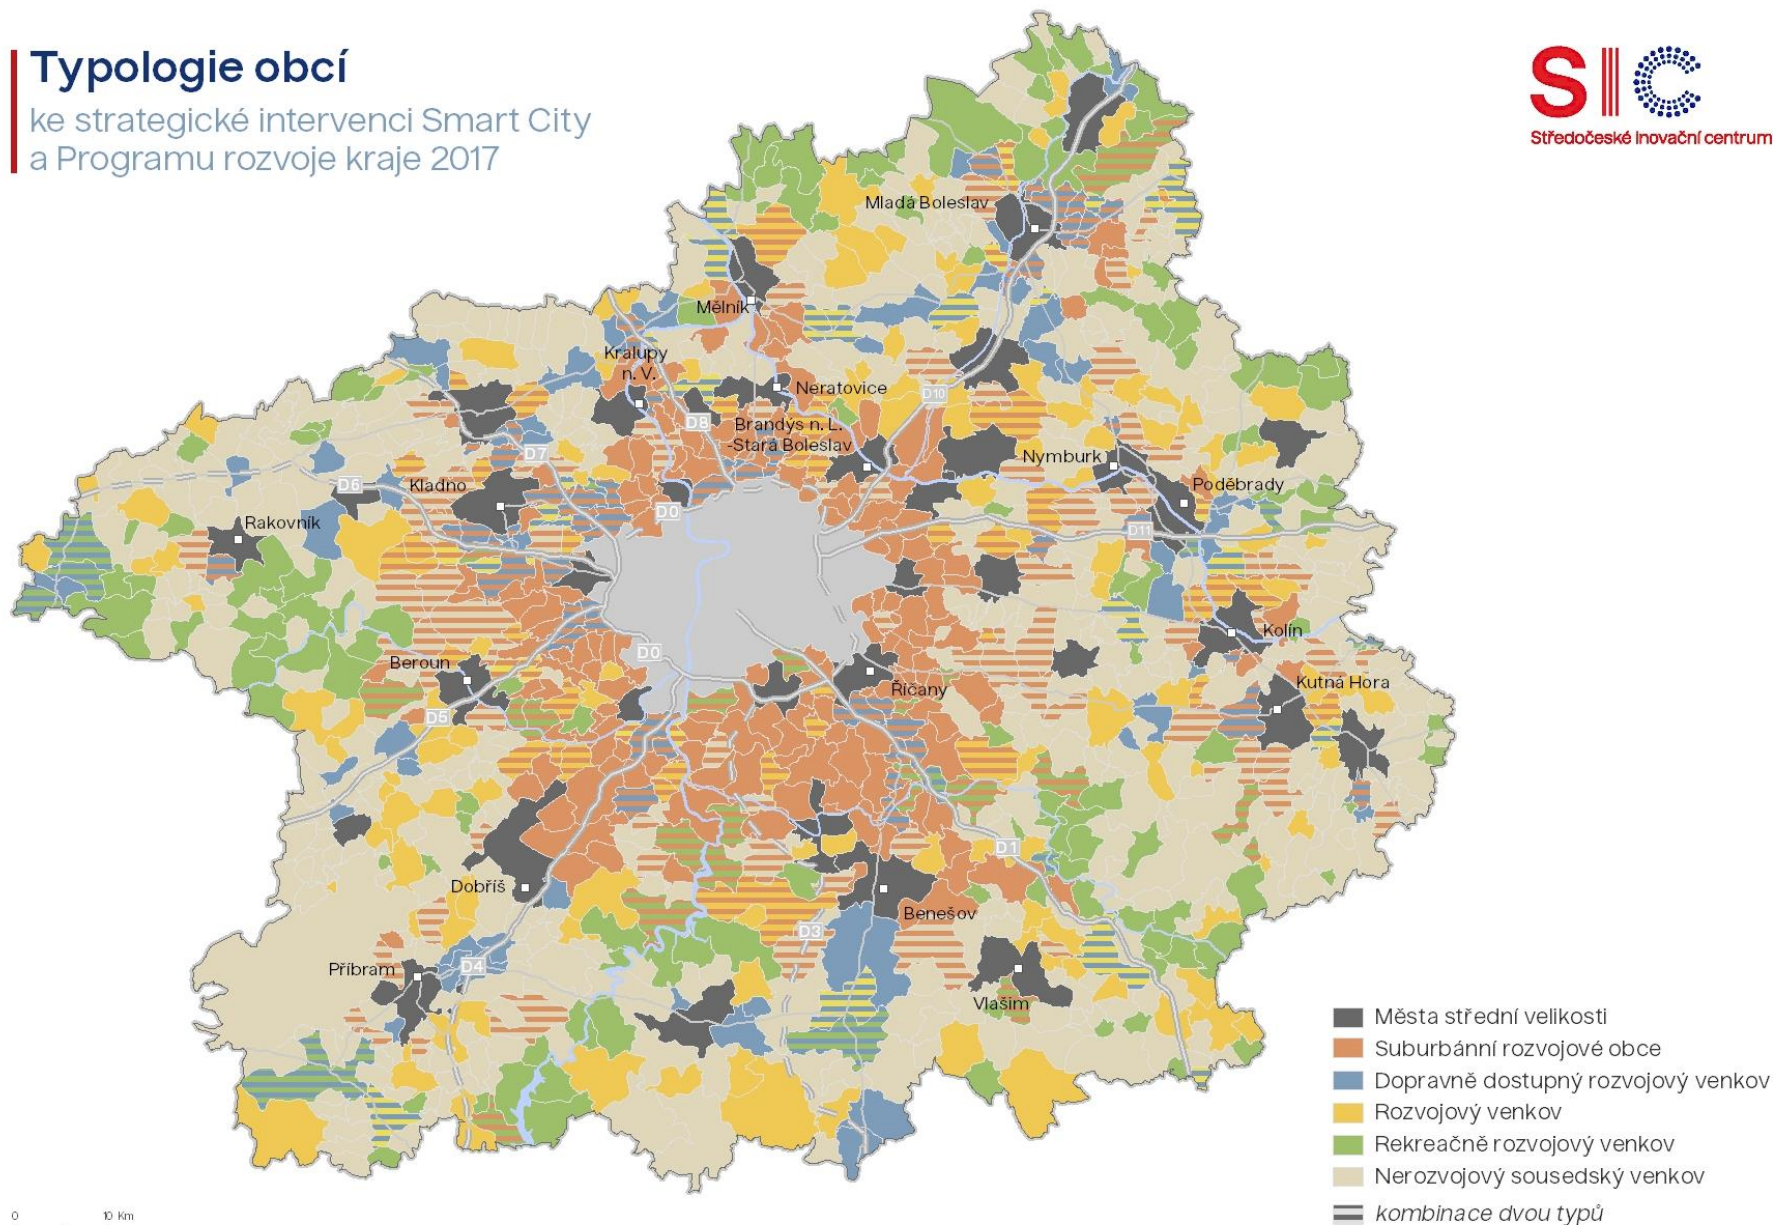 Typologie obcí
ke strategické intervenci Smart City
a Programu rozvoje kraje 2017
SIC
Středočeské inovační centrum
Mladá Boleslav
Mělník
Kralupy
n. V.
Neratovice
D10
D8
Brandýs n. L.
-Stará Boleslav
D7
Nymburk
D6
Kladno
Poděbrady
Rakovník
D0
D11
Kolín
D0
Beroun
Říčany
Kutná Hora
D5
D1
Dobříš
Benešov
D3
Příbram
D4
Vlašim
Města střední velikosti
Suburbánní rozvojové obce
Dopravně dostupný rozvojový venkov
Rozvojový venkov
Rekreačně rozvojový venkov
Nerozvojový sousedský venkov
kombinace dvou typů
0 10 Km